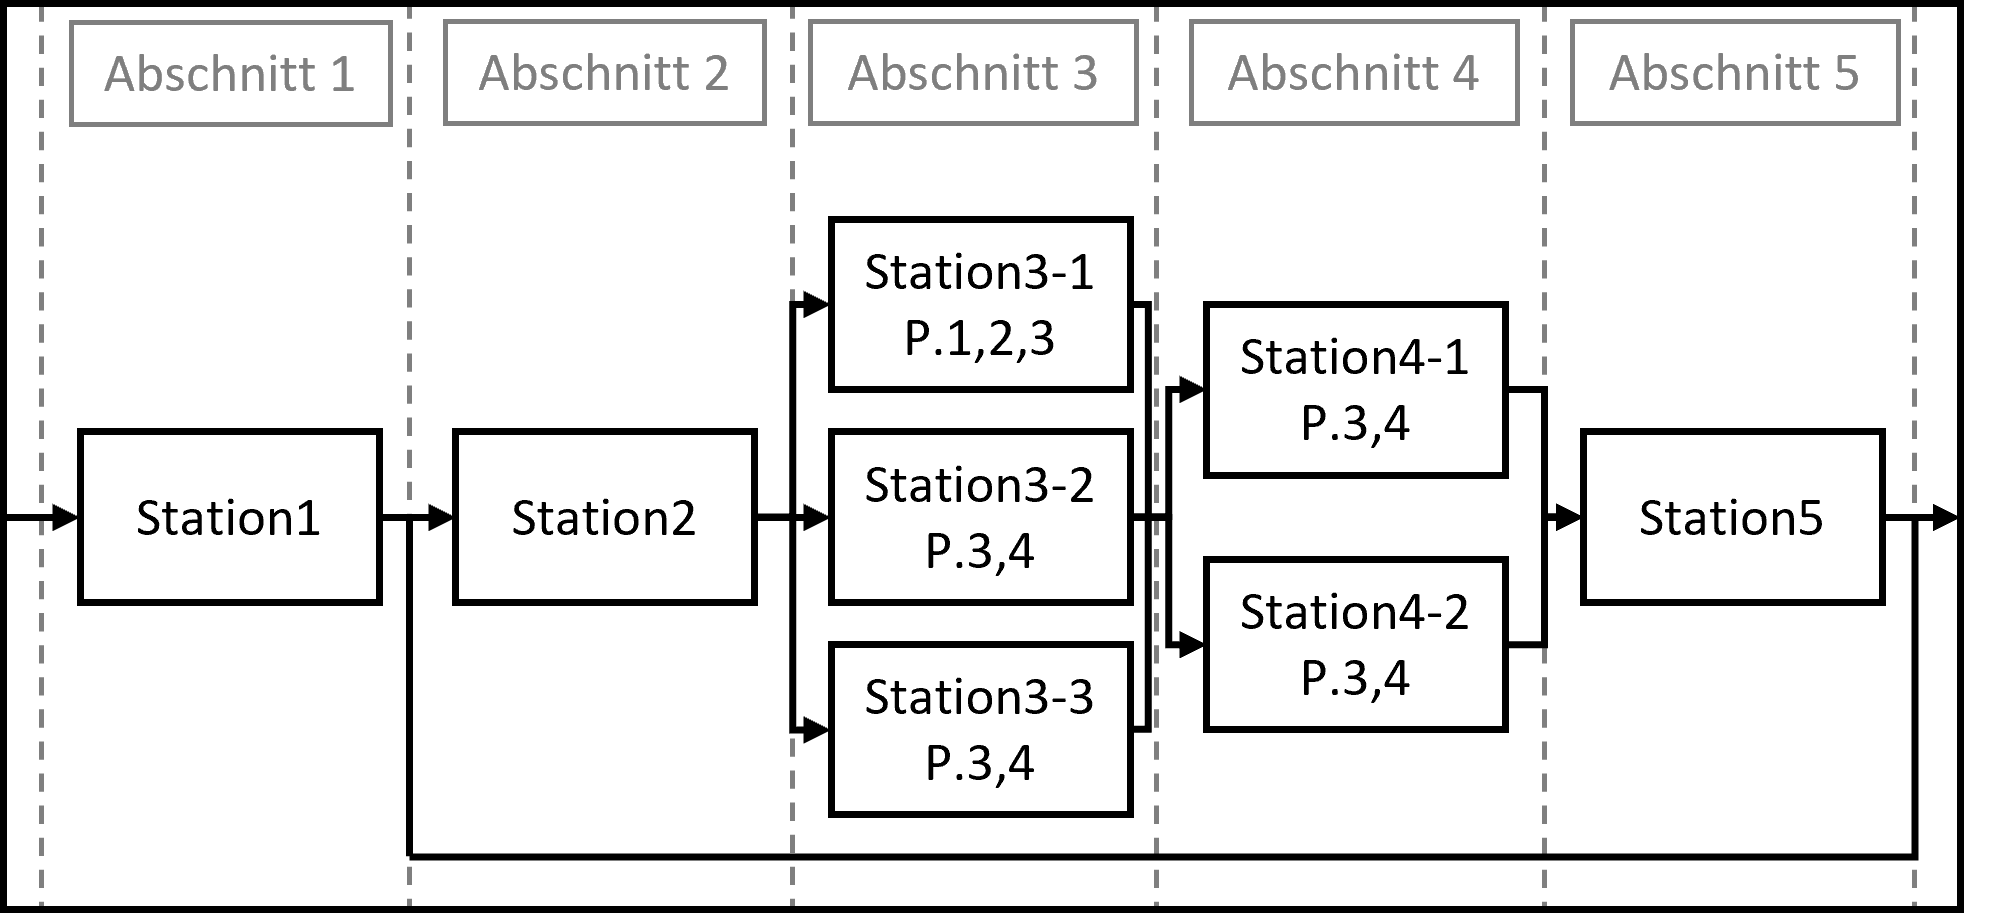 Abschnitt 1
Abschnitt 2
Abschnitt 3
Abschnitt 4
Abschnitt 5
Station1
Station2
Station3-1
P.1,2,3
Station3-2
P.3,4
Station3-3
P.3,4
Station4-1
P.3,4
Station4-2
P.3,4
Station5